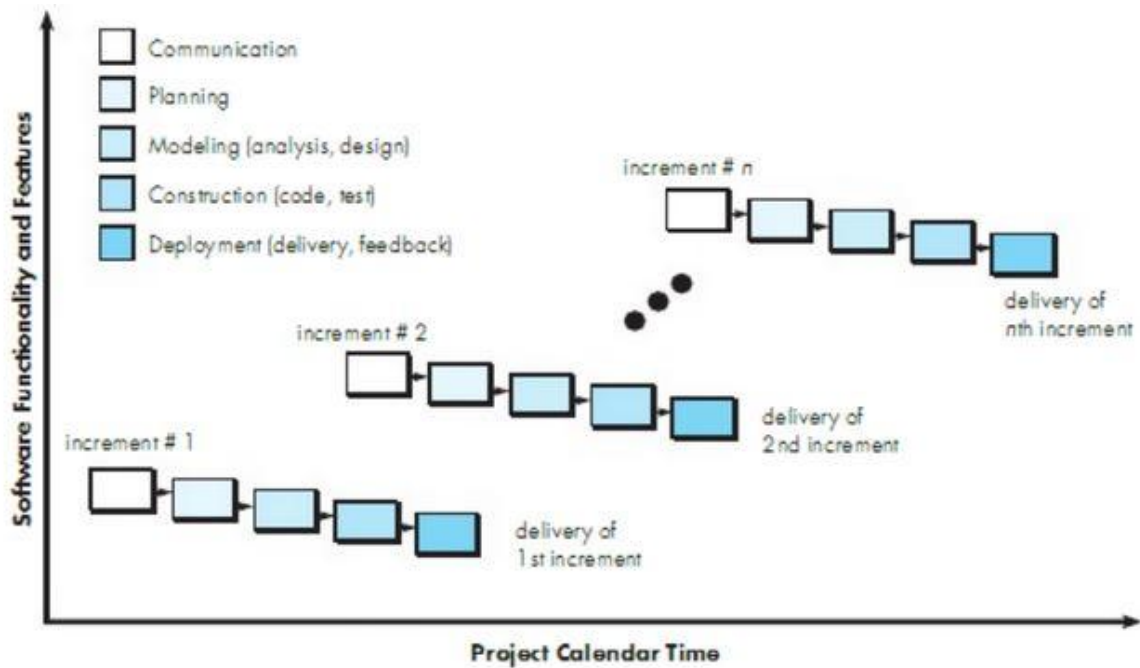 Software Functionality and Features
Communication
Planning
Modeling (analysis, design)
Construction (code, test)
Deployment (delivery, feedback)
increment # n
delivery of
nth increment
increment # 2
delivery of
2nd increment
increment # 1
delivery of
1st increment
Project Calendar Time